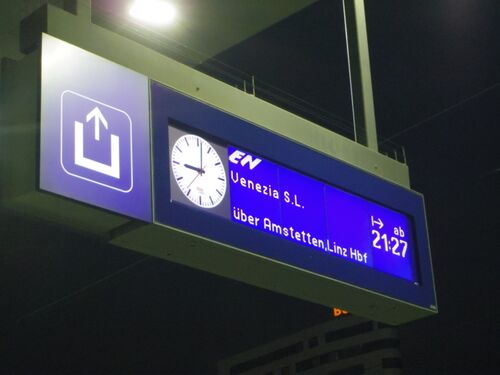 EN
Venezia S.L.
ab
21:27
über Amstetten,Linz Hbf